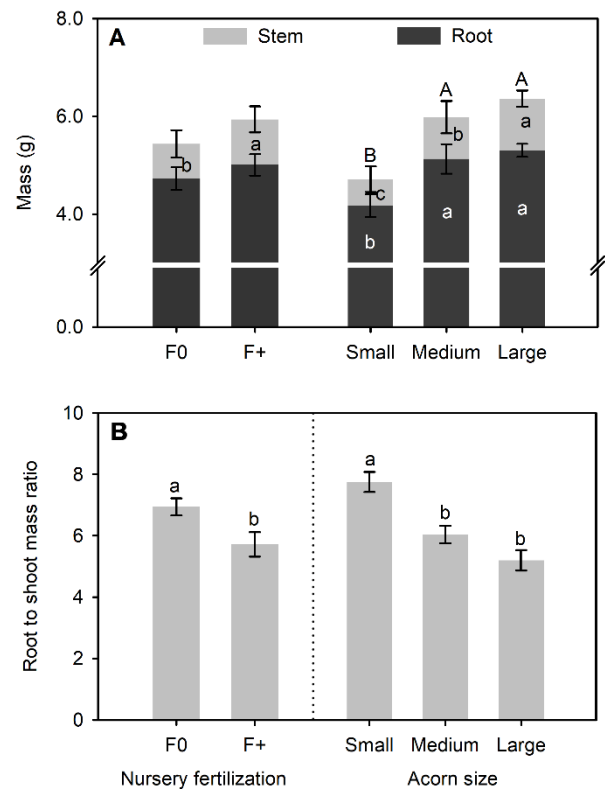 8.0
A
Stem
Root
A
A
6.0
a
b
a
B
b
Mass (g)
c
4.0
b
a
a
0.0
F0 F+ Small Medium Large
10
B
8
a
a
b
b
b
6
Root to shoot mass ratio
4
2
0
F0 F+ Small Medium Large
Nursery fertilization Acorn size